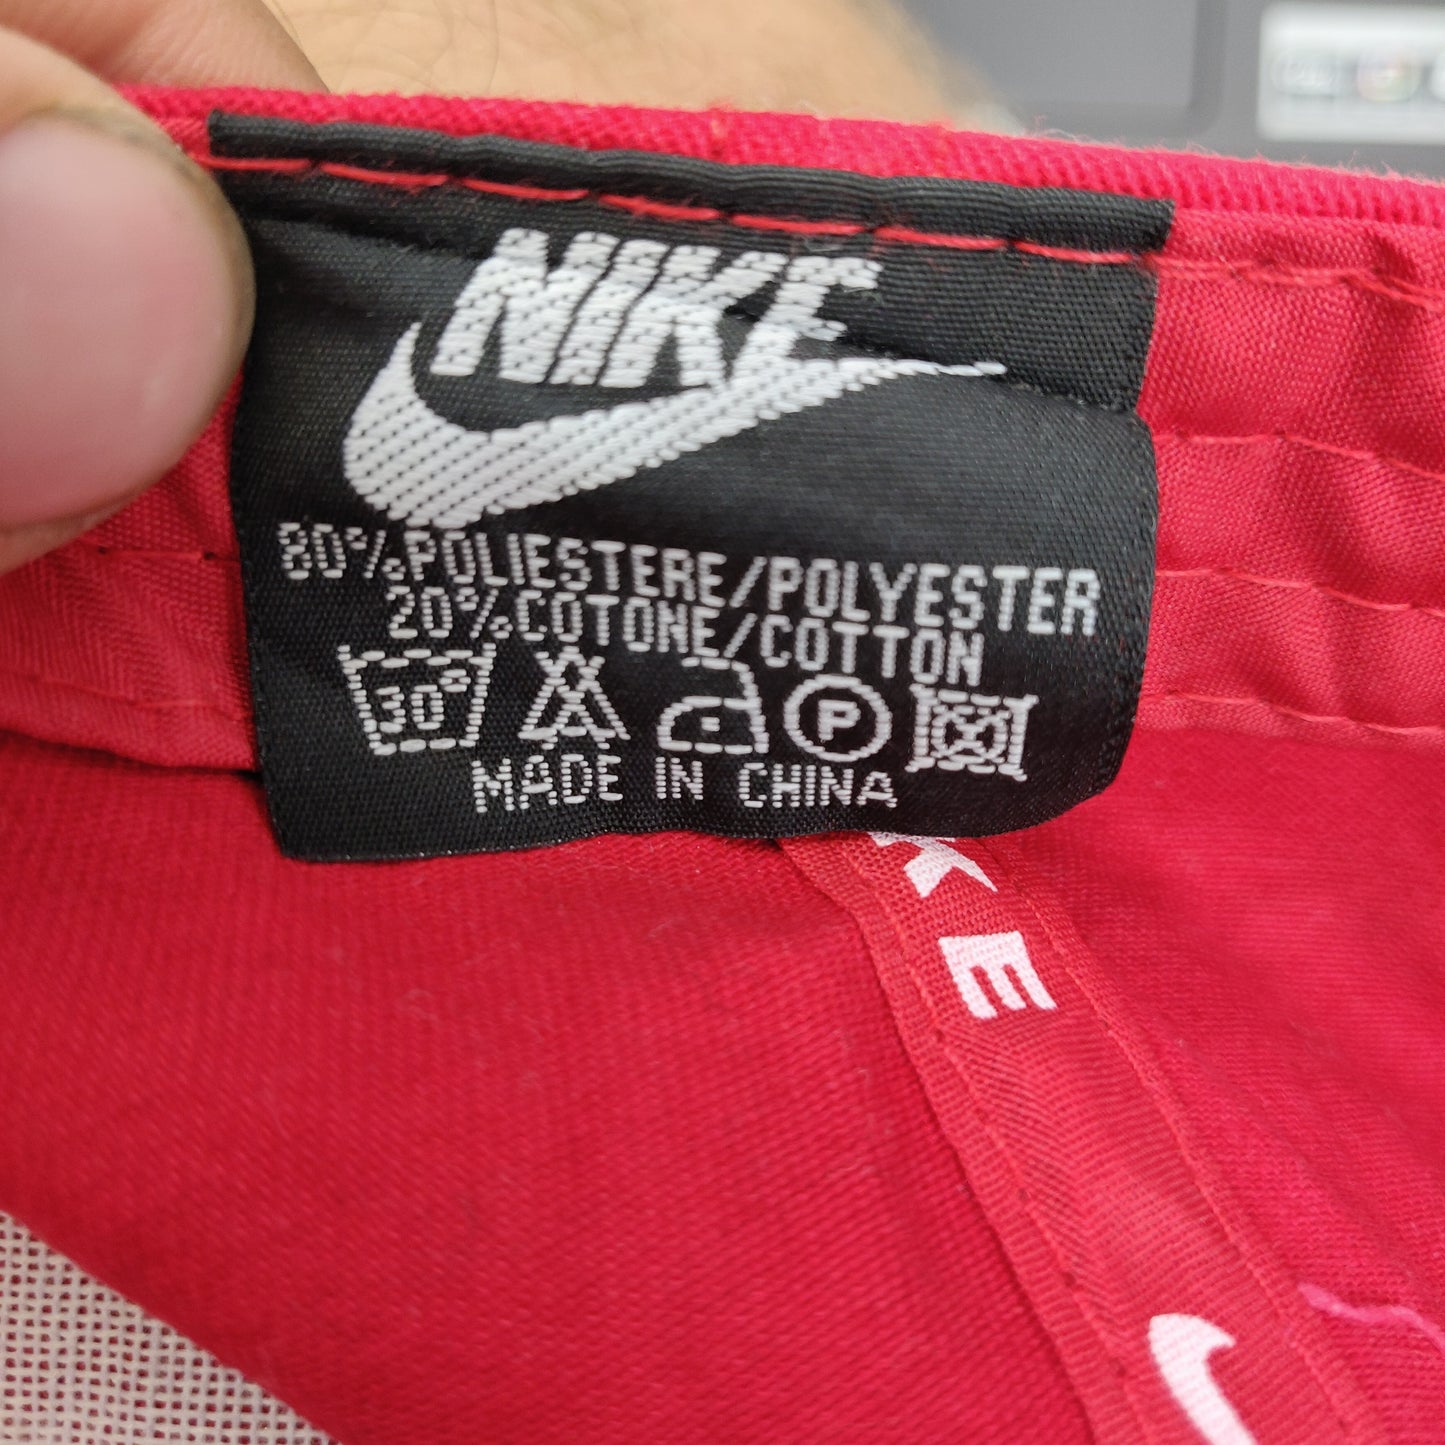 NIKE
80%POLIESTERE/POLYESTER
20%COTONE/COTTON
30° P
MADE IN CHINA
KE